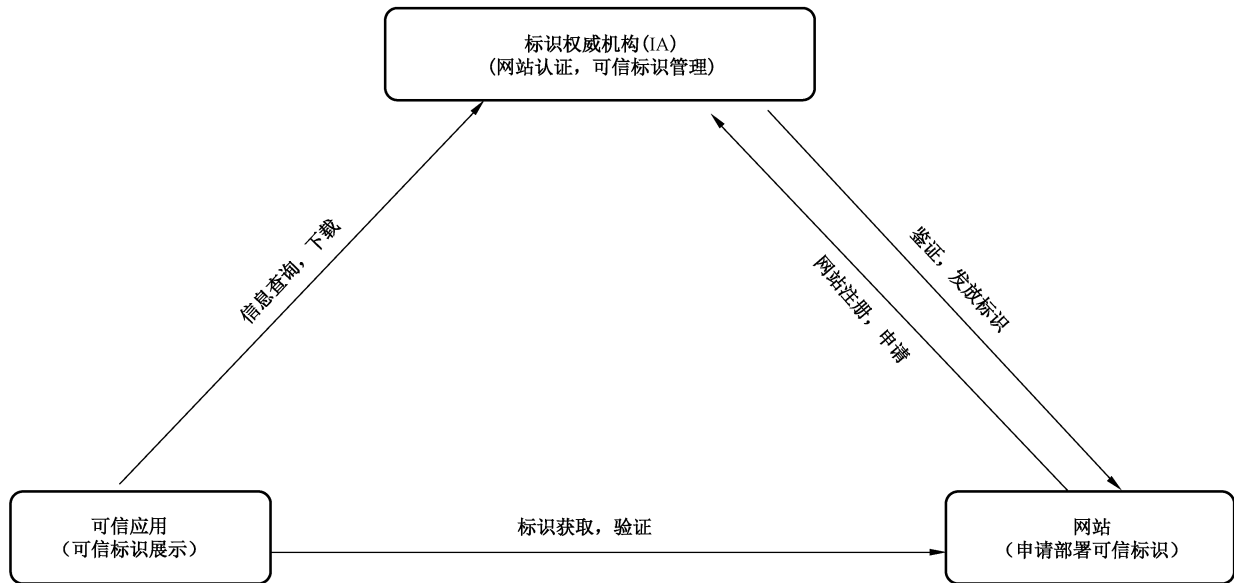 标识权威机构(IA)
(网站认证，可信标识管理)
信息查询，下载
鉴证，发放标识
网站注册，申请
可信应用
（可信标识展示）
标识获取，验证
网站
（申请部署可信标识）